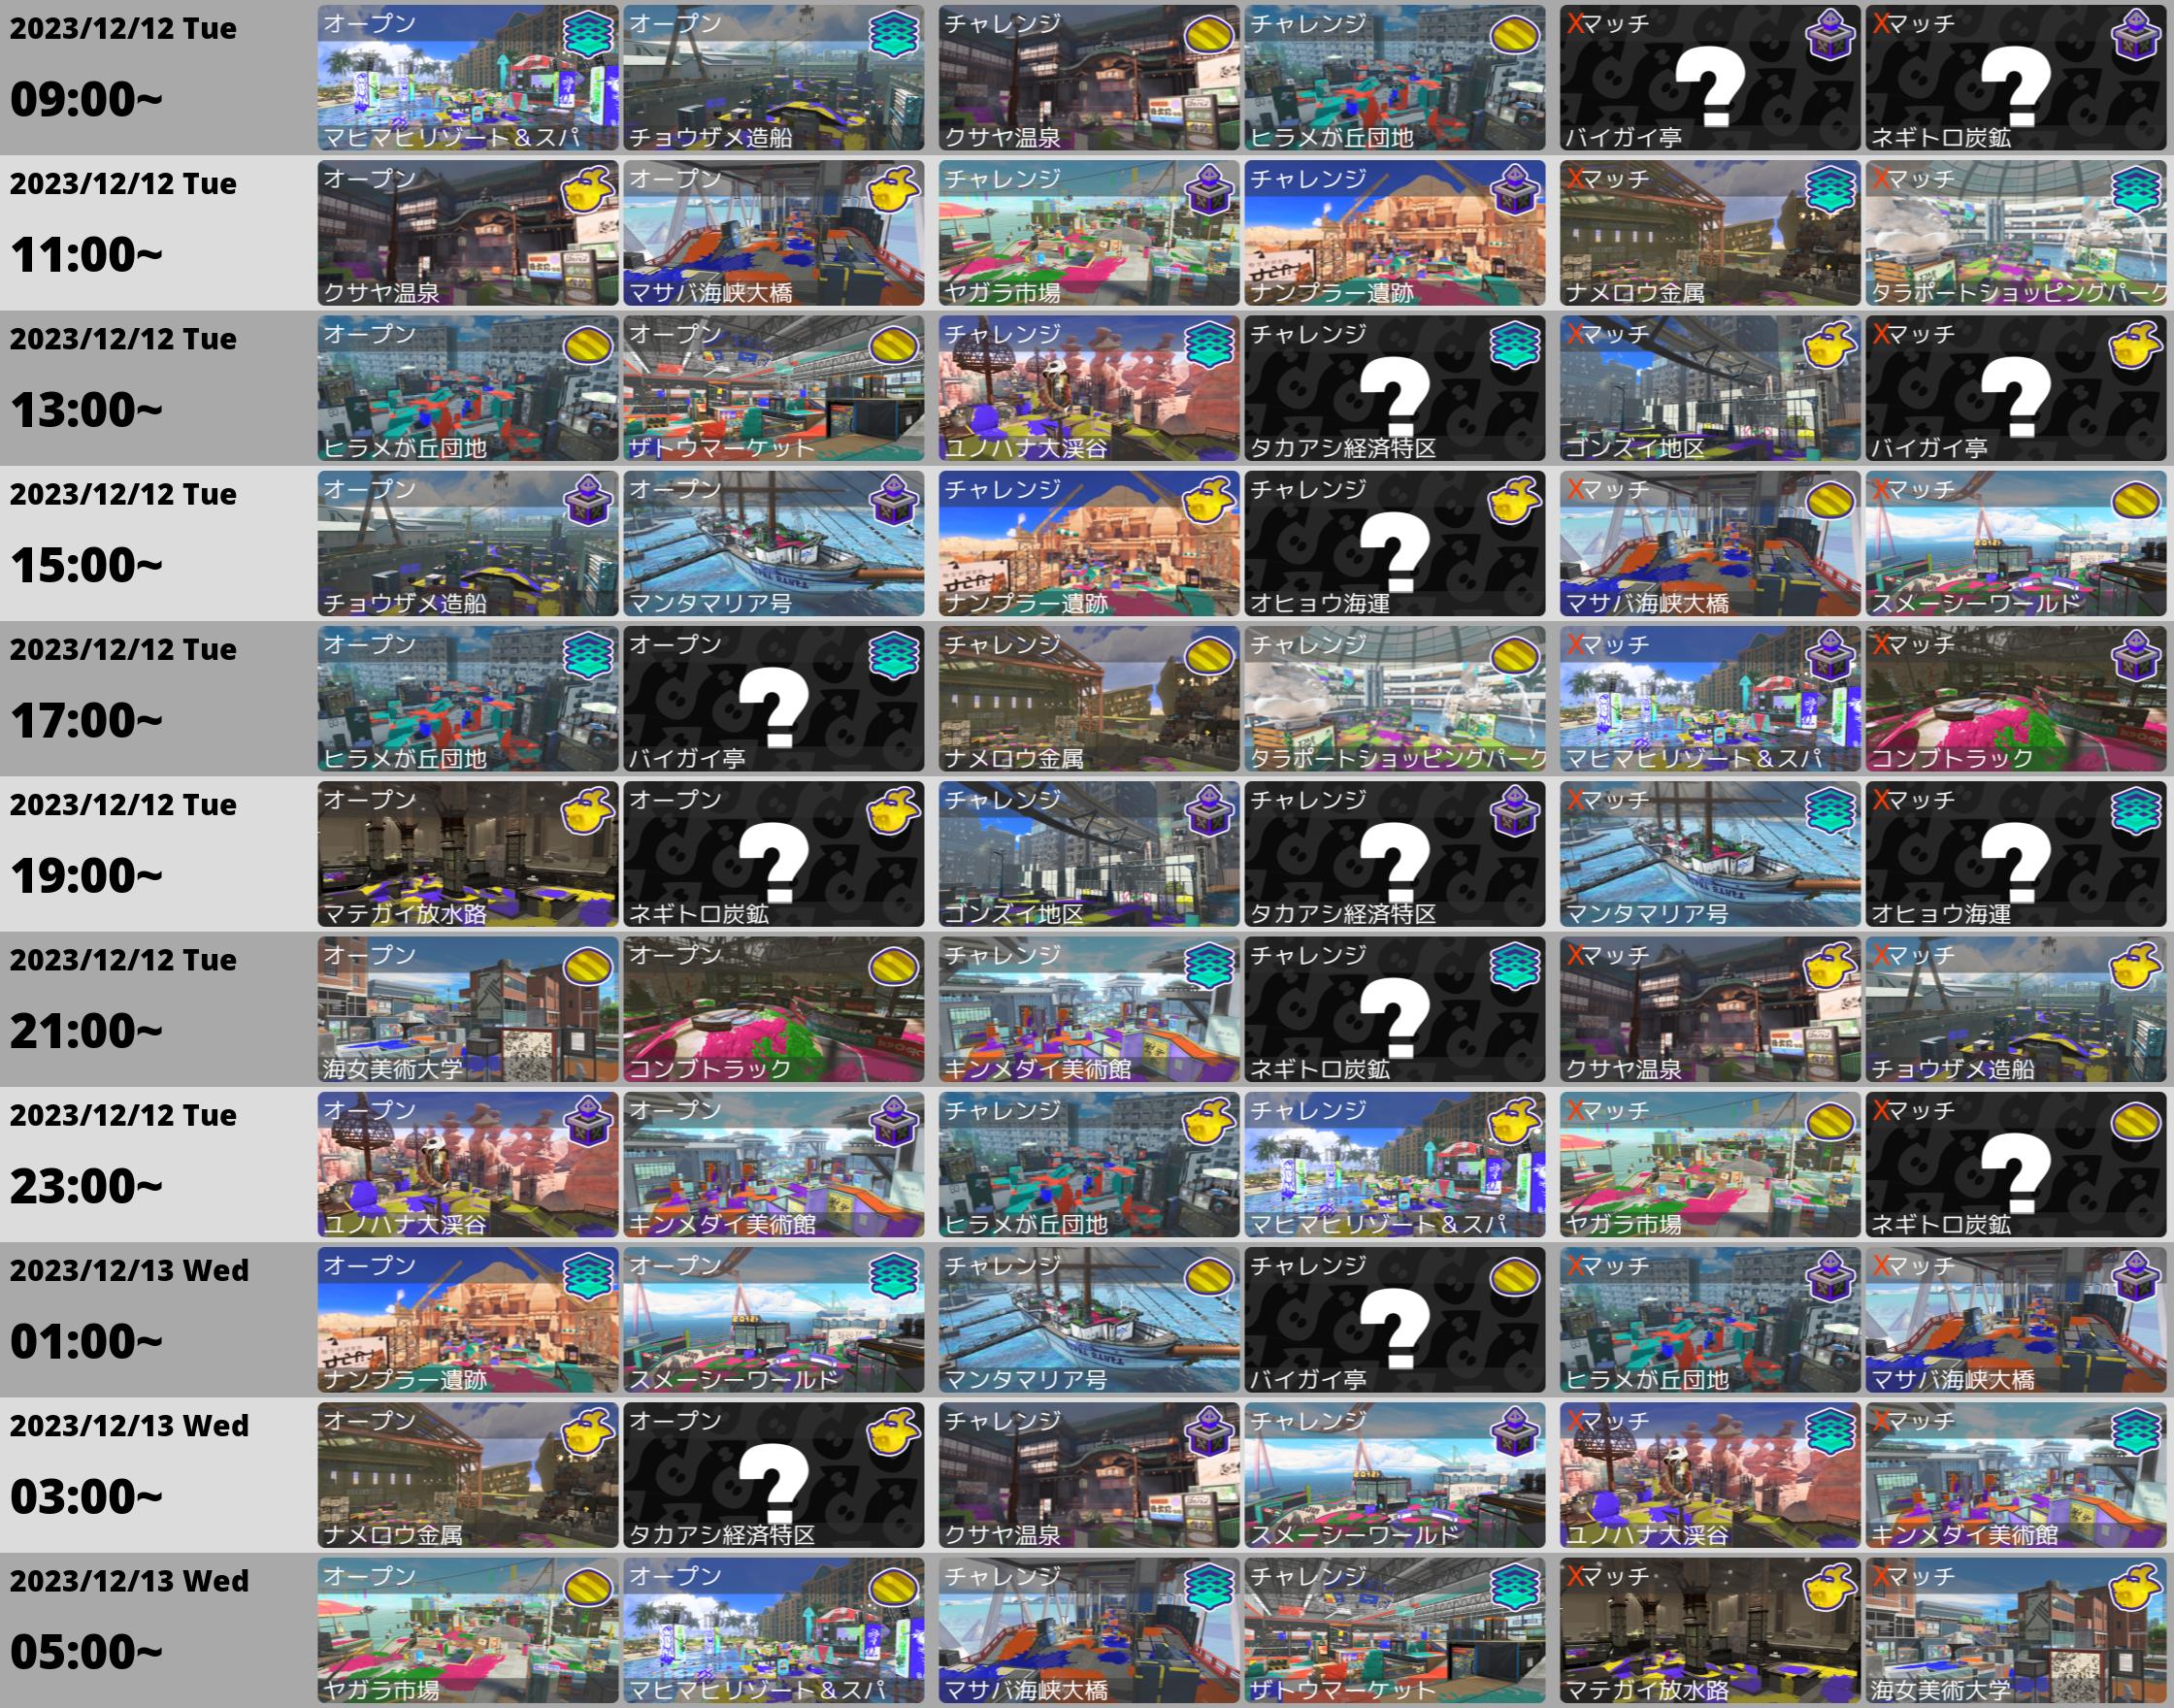 2023/12/12 Tue
09:00~
オープン
マヒマヒリゾート＆スパ
オープン
チョウザメ造船
チャレンジ
クサヤ温泉
チャレンジ
ヒラメが丘団地
Xマッチ
バイガイ亭
Xマッチ
ネギトロ炭鉱
2023/12/12 Tue
11:00~
オープン
クサヤ温泉
オープン
マサバ海峡大橋
チャレンジ
ヤガラ市場
チャレンジ
ナンプラー遺跡
Xマッチ
ナメロウ金属
Xマッチ
タラポートショッピングパーク
2023/12/12 Tue
13:00~
オープン
ヒラメが丘団地
オープン
ザトウマーケット
チャレンジ
ユノハナ大渓谷
チャレンジ
タカアシ経済特区
Xマッチ
ゴンズイ地区
Xマッチ
バイガイ亭
2023/12/12 Tue
15:00~
オープン
チョウザメ造船
オープン
マンタマリア号
チャレンジ
ナンプラー遺跡
チャレンジ
オヒョウ海運
Xマッチ
マサバ海峡大橋
Xマッチ
スメーシーワールド
2023/12/12 Tue
17:00~
オープン
ヒラメが丘団地
オープン
バイガイ亭
チャレンジ
ナメロウ金属
チャレンジ
タラポートショッピングパーク
Xマッチ
マヒマヒリゾート＆スパ
Xマッチ
コンブトラック
2023/12/12 Tue
19:00~
オープン
マテガイ放水路
オープン
ネギトロ炭鉱
チャレンジ
ゴンズイ地区
チャレンジ
タカアシ経済特区
Xマッチ
マンタマリア号
Xマッチ
オヒョウ海運
2023/12/12 Tue
21:00~
オープン
海女美術大学
オープン
コンブトラック
チャレンジ
キンメダイ美術館
チャレンジ
ネギトロ炭鉱
Xマッチ
クサヤ温泉
Xマッチ
チョウザメ造船
2023/12/12 Tue
23:00~
オープン
ユノハナ大渓谷
オープン
キンメダイ美術館
チャレンジ
ヒラメが丘団地
チャレンジ
マヒマヒリゾート＆スパ
Xマッチ
ヤガラ市場
Xマッチ
ネギトロ炭鉱
2023/12/13 Wed
01:00~
オープン
ナンプラー遺跡
オープン
スメーシーワールド
チャレンジ
マンタマリア号
チャレンジ
バイガイ亭
Xマッチ
ヒラメが丘団地
Xマッチ
マサバ海峡大橋
2023/12/13 Wed
03:00~
オープン
ナメロウ金属
オープン
タカアシ経済特区
チャレンジ
クサヤ温泉
チャレンジ
スメーシーワールド
Xマッチ
ユノハナ大渓谷
Xマッチ
キンメダイ美術館
2023/12/13 Wed
05:00~
オープン
ヤガラ市場
オープン
マヒマヒリゾート＆スパ
チャレンジ
マサバ海峡大橋
チャレンジ
ザトウマーケット
Xマッチ
マテガイ放水路
Xマッチ
海女美術大学